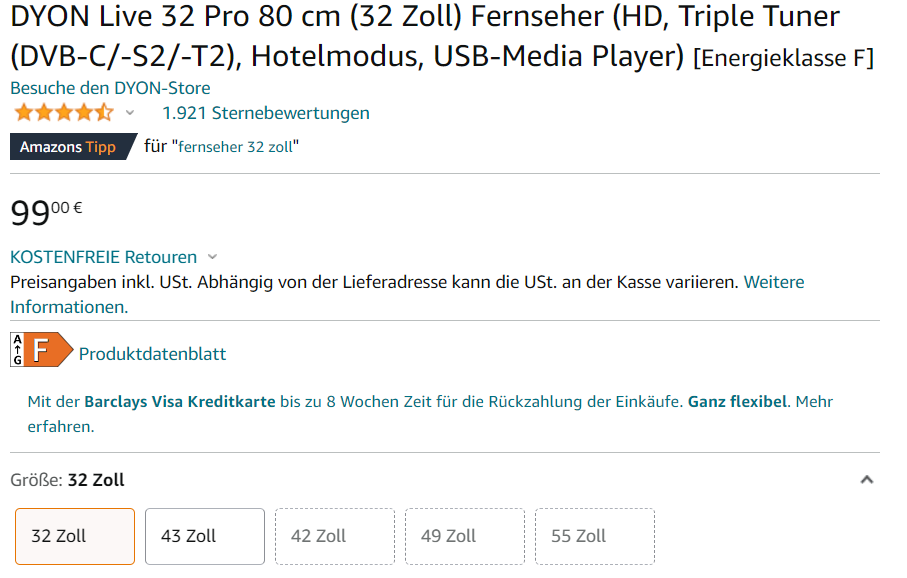 DYON Live 32 Pro 80 cm (32 Zoll) Fernseher (HD, Triple Tuner
(DVB-C/-S2/-T2), Hotelmodus, USB-Media Player) [Energieklasse F]
Besuche den DYON-Store
1.921 Sternebewertungen
Amazons Tipp für "fernseher 32 zoll"
9900 €
KOSTENFREIE Retouren
Preisangaben inkl. USt. Abhängig von der Lieferadresse kann die USt. an der Kasse variieren. Weitere
Informationen.
A↑G F Produktdatenblatt
Mit der Barclays Visa Kreditkarte bis zu 8 Wochen Zeit für die Rückzahlung der Einkäufe. Ganz flexibel. Mehr
erfahren.
Größe: 32 Zoll
32 Zoll 43 Zoll 42 Zoll 49 Zoll 55 Zoll